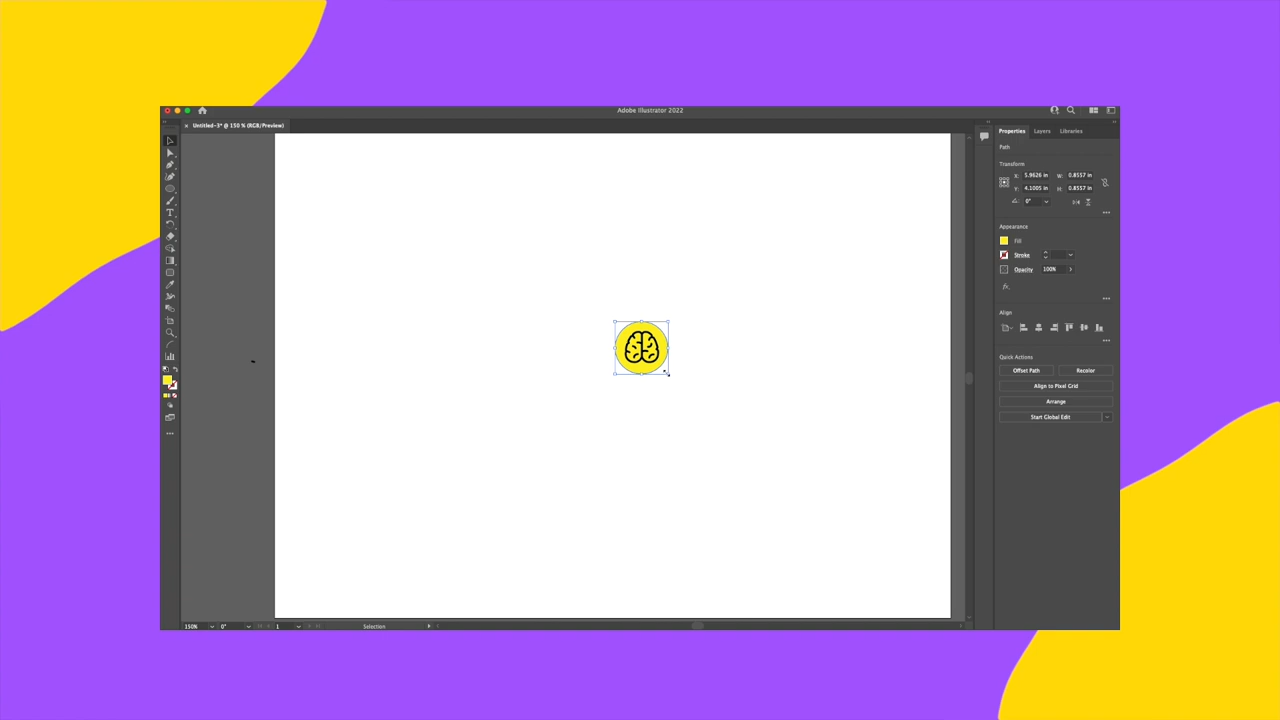 Adobe Illustrator 2022
× Untitled-3* @ 150 % (RGB/Preview)
Properties Layers Libraries
Path
Transform
X: 5.9626 in W: 0.8557 in
Y: 4.1005 in H: 0.8557 in
0°
Appearance
Fill
Stroke
Opacity 100%
fx.
Align
Quick Actions
Offset Path Recolor
Align to Pixel Grid
Arrange
Start Global Edit
150% 0° 1 Selection